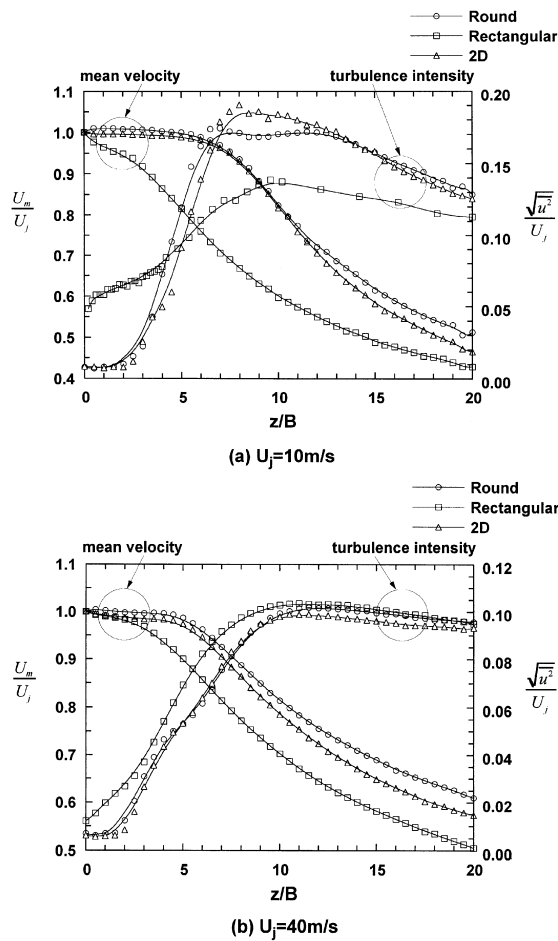 Round
Rectangular
2D
mean velocity
turbulence intensity
1.1
1.0
0.9
0.8
0.7
0.6
0.5
0.4
0.20
0.15
0.10
0.05
0.00
U_m
U_j
√u²
U_j
0
5
10
15
20
z/B
(a) U_j=10m/s
Round
Rectangular
2D
mean velocity
turbulence intensity
1.1
1.0
0.9
0.8
0.7
0.6
0.5
0.12
0.10
0.08
0.06
0.04
0.02
0.00
U_m
U_j
√u²
U_j
0
5
10
15
20
z/B
(b) U_j=40m/s